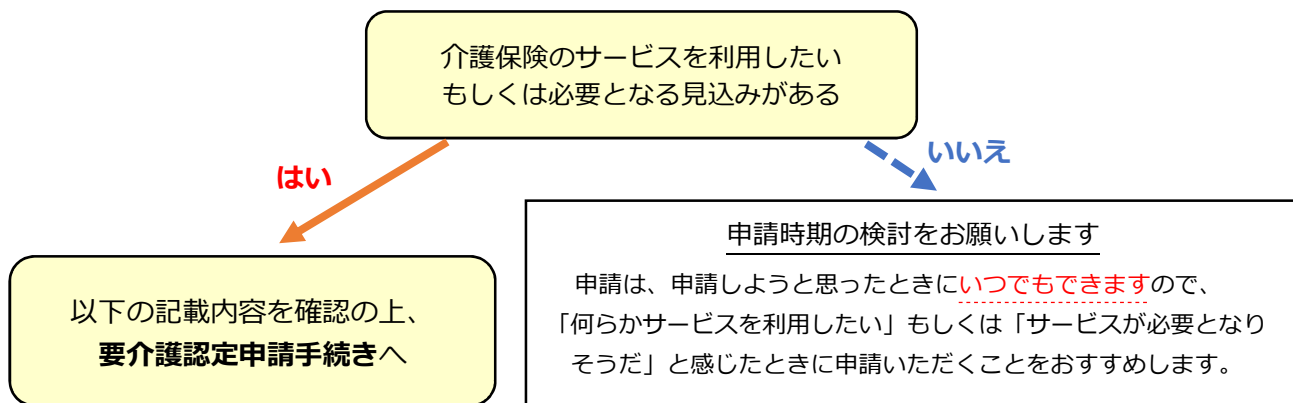 介護保険のサービスを利用したい
もしくは必要となる見込みがある
はい
いいえ
以下の記載内容を確認の上、
要介護認定申請手続きへ
申請時期の検討をお願いします
申請は、申請しようと思ったときにいつでもできますので、
「何らかサービスを利用したい」もしくは「サービスが必要となり
そうだ」と感じたときに申請いただくことをおすすめします。